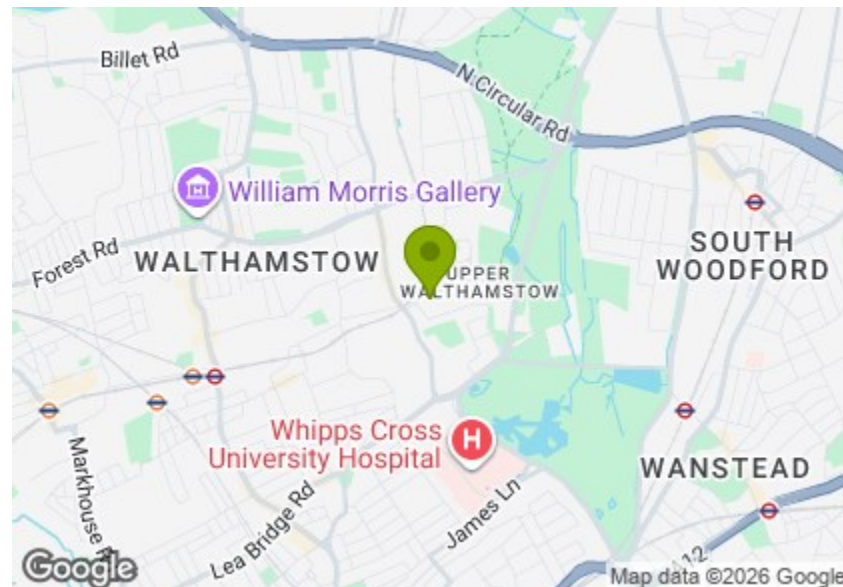 Billet Rd
N Circular Rd
William Morris Gallery
Forest Rd
WALTHAMSTOW
UPPER
WALTHAMSTOW
SOUTH
WOODFORD
Whipps Cross
University Hospital
H
Markhouse R
Lea Bridge Rd
James Ln
WANSTEAD
A12
Google
Map data ©2026 Google